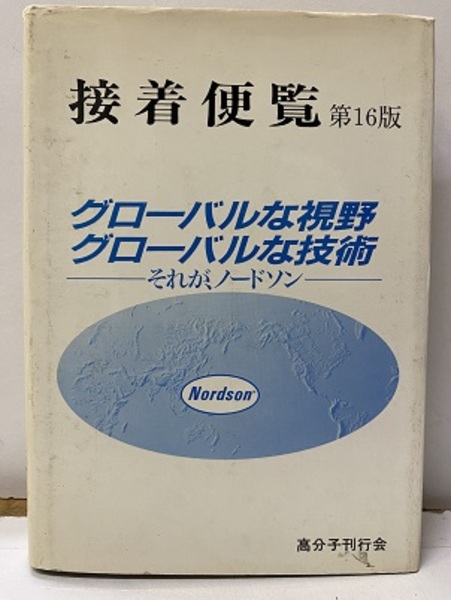 接着便覧 第16版
グローバルな視野
グローバルな技術
それが、ノードソン
Nordson
高分子刊行会